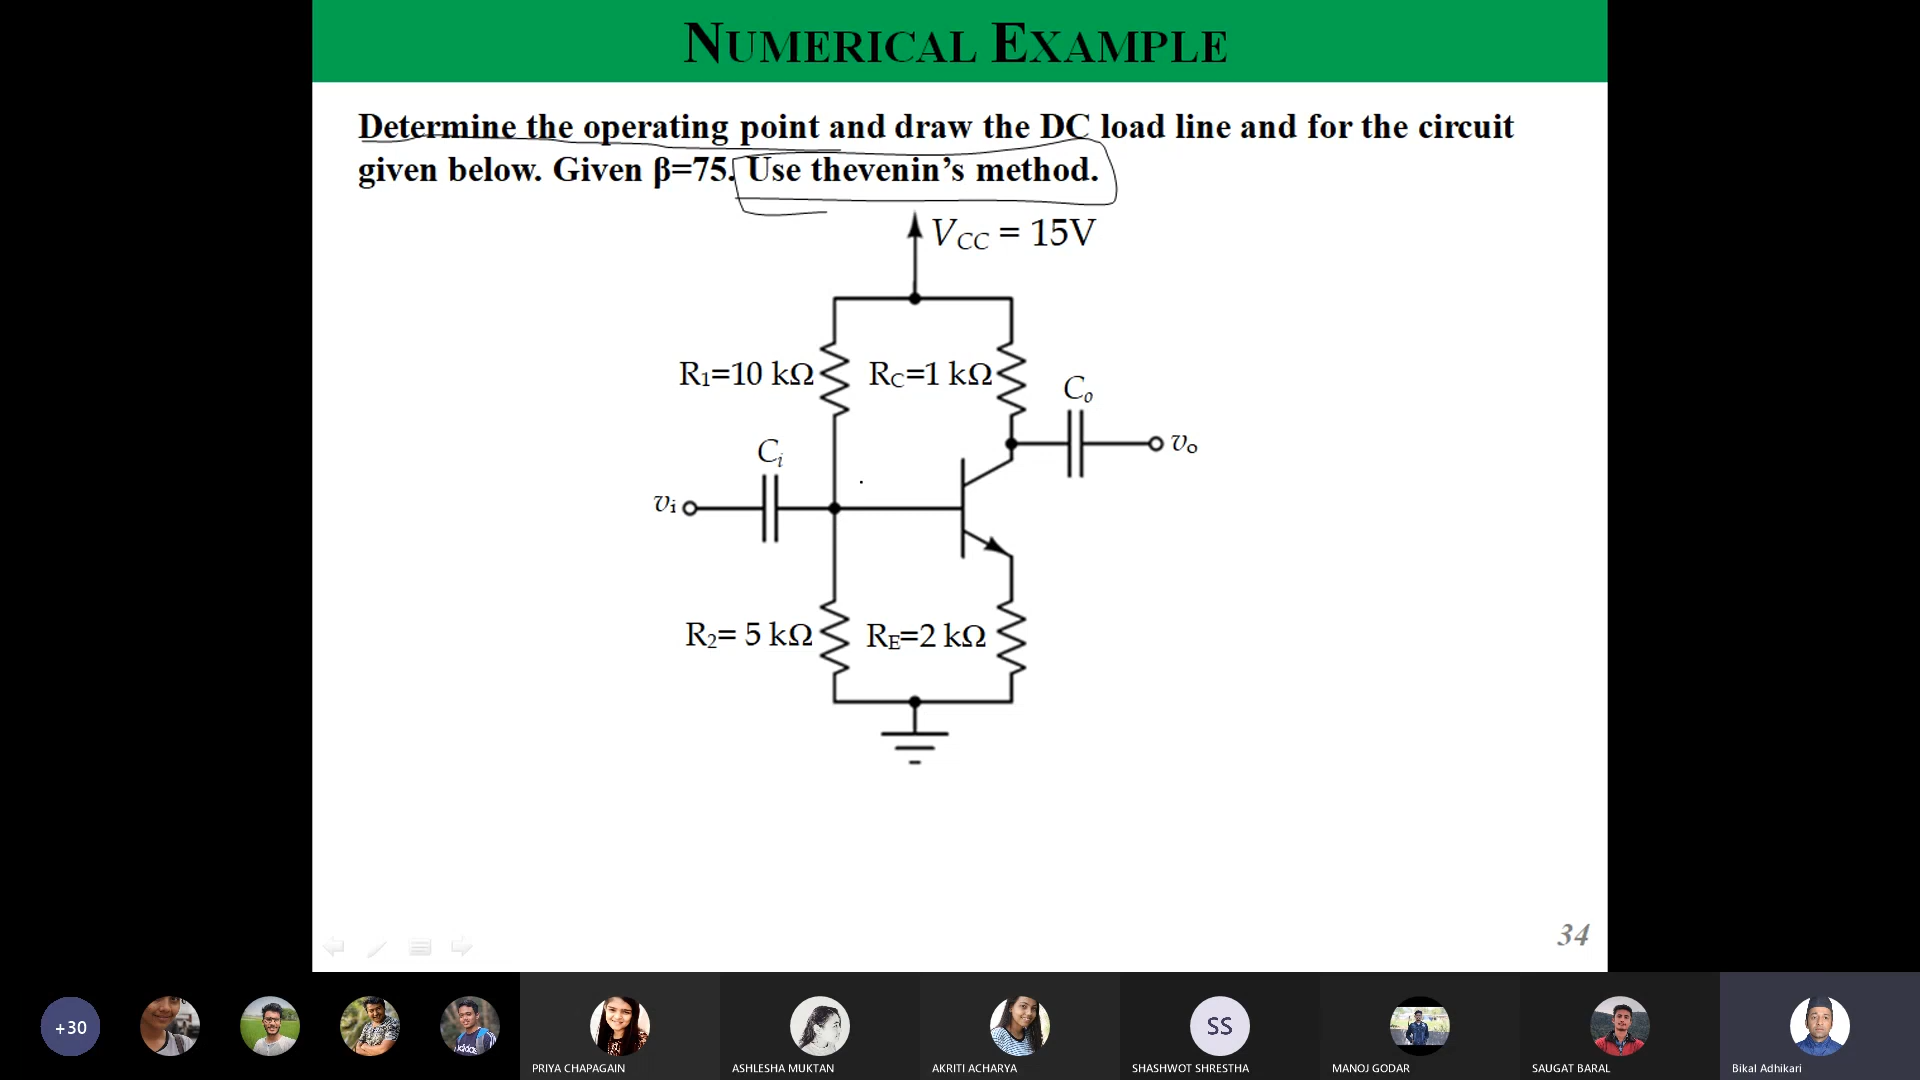 NUMERICAL EXAMPLE
Determine the operating point and draw the DC load line and for the circuit
given below. Given β=75. Use thevenin’s method.
VCC = 15V
R1=10 kΩ
RC=1 kΩ
Co
Ci
vo
vi
R2= 5 kΩ
RE=2 kΩ
34
+30
adidas
SS
PRIYA CHAPAGAIN
ASHLESHA MUKTAN
AKRITI ACHARYA
SHASHWOT SHRESTHA
MANOJ GODAR
SAUGAT BARAL
Bikal Adhikari